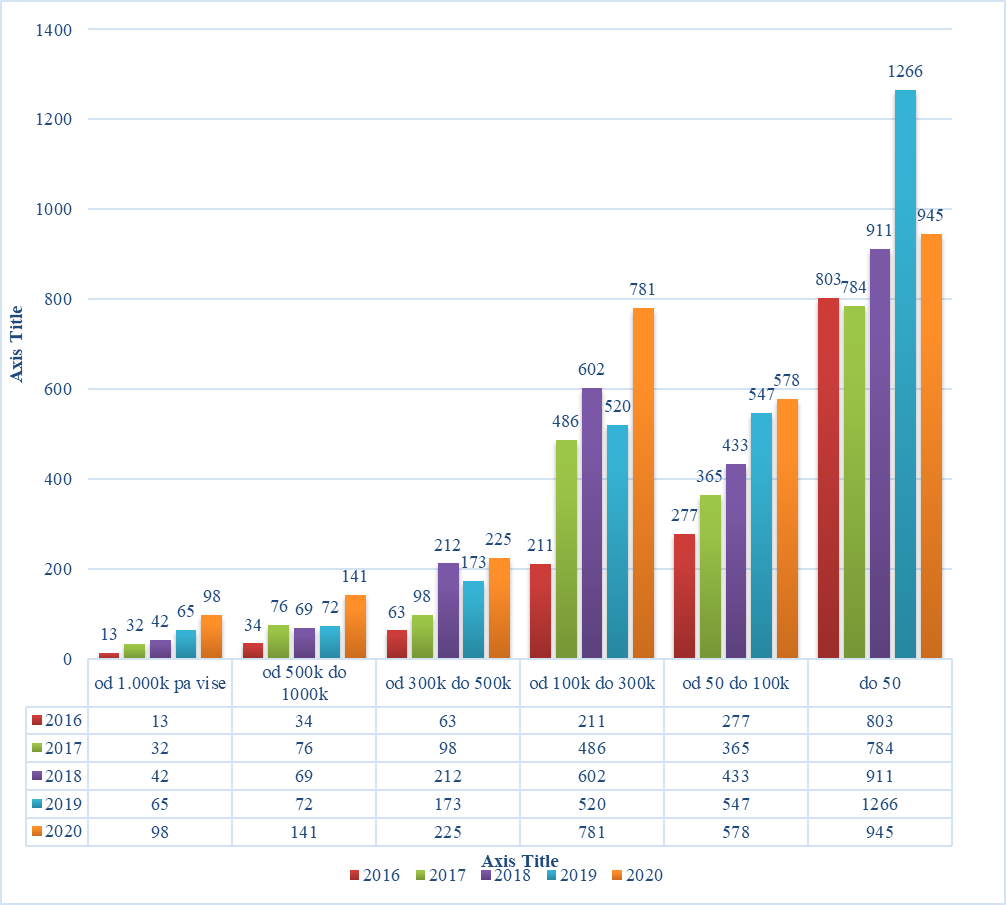 1400
1200
1000
800
600
400
200
0
Axis Title
13 32 42 65 98
34 76 69 72 141
63 98 212 173 225
211 486 602 520 781
277 365 433 547 578
803 784 911 1266 945
od 1.000k pa vise
od 500k do
1000k
od 300k do 500k
od 100k do 300k
od 50 do 100k
do 50
2016 13 34 63 211 277 803
2017 32 76 98 486 365 784
2018 42 69 212 602 433 911
2019 65 72 173 520 547 1266
2020 98 141 225 781 578 945
Axis Title
2016 2017 2018 2019 2020